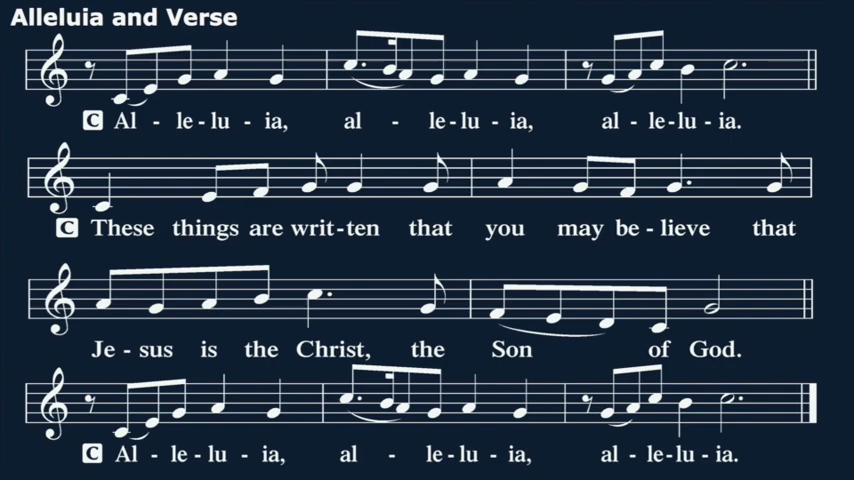 Alleluia and Verse
C Al - le - lu - ia, al - le - lu - ia, al - le - lu - ia.
C These things are writ - ten that you may be - lieve that
Je - sus is the Christ, the Son of God.
C Al - le - lu - ia, al - le - lu - ia, al - le - lu - ia.